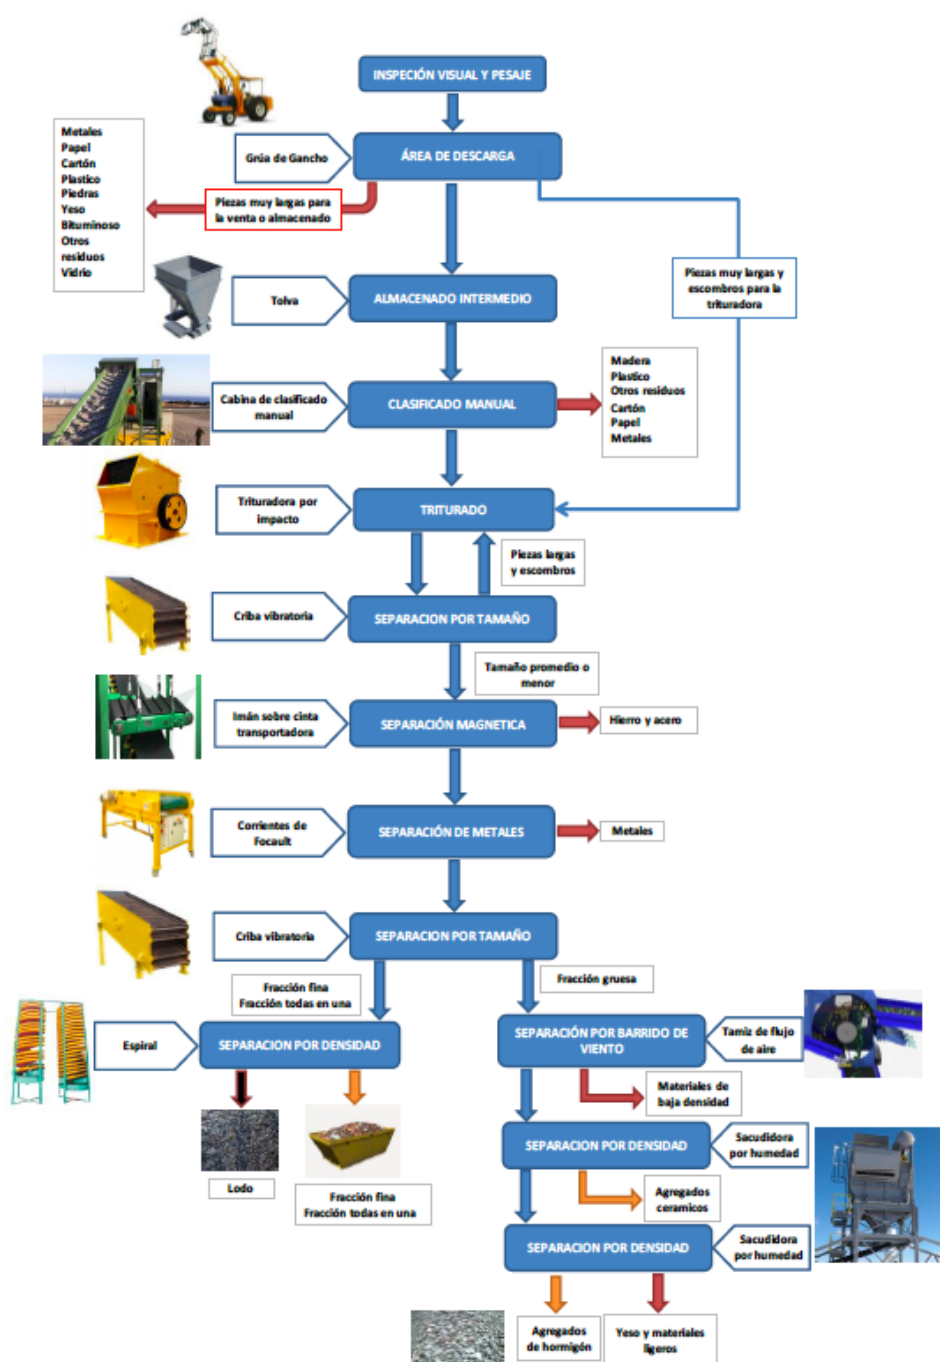 INSPECIÓN VISUAL Y PESAJE
Metales
Papel
Cartón
Plastico
Piedras
Yeso
Bituminoso
Otros
residuos
Vidrio
Grúa de Gancho
ÁREA DE DESCARGA
Piezas muy largas para
la venta o almacenado
Piezas muy largas y
escombros para la
trituradora
Tolva
ALMACENADO INTERMEDIO
Cabina de clasificado
manual
CLASIFICADO MANUAL
Madera
Plastico
Otros residuos
Cartón
Papel
Metales
Trituradora por
impacto
TRITURADO
Piezas largas
y escombros
Criba vibratoria
SEPARACION POR TAMAÑO
Tamaño promedio o
menor
Imán sobre cinta
transportadora
SEPARACIÓN MAGNETICA
Hierro y acero
Corrientes de
Focault
SEPARACIÓN DE METALES
Metales
Criba vibratoria
SEPARACION POR TAMAÑO
Fracción fina
Fracción todas en una
Fracción gruesa
Espiral
SEPARACION POR DENSIDAD
SEPARACIÓN POR BARRIDO DE
VIENTO
Tamiz de flujo
de aire
Materiales de
baja densidad
SEPARACION POR DENSIDAD
Sacudidora
por humedad
Lodo
Fracción fina
Fracción todas en una
Agregados
ceramicos
SEPARACION POR DENSIDAD
Sacudidora
por humedad
Agregados
de hormigón
Yeso y materiales
ligeros